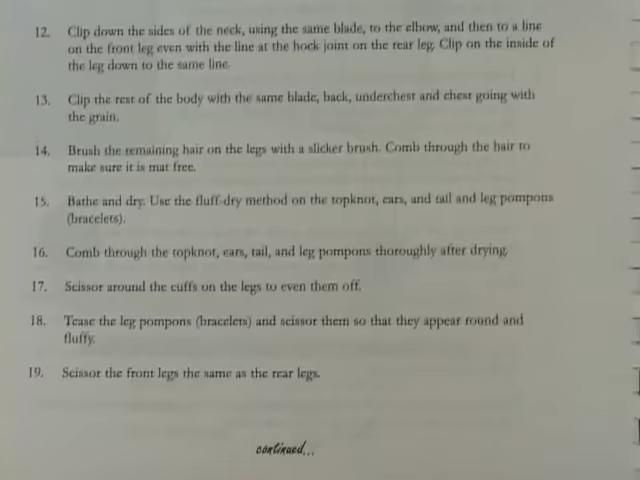 12. Clip down the sides of the neck, using the same blade, to the elbow, and then to a line
on the front leg even with the line at the hock joint on the rear leg. Clip on the inside of
the leg down to the same line.
13. Clip the rest of the body with the same blade, back, underchest and chest going with
the grain.
14. Brush the remaining hair on the legs with a slicker brush. Comb through the hair to
make sure it is mat free.
15. Bathe and dry. Use the fluff-dry method on the topknot, ears, and tail and leg pompons
(bracelets).
16. Comb through the topknot, ears, tail, and leg pompons thoroughly after drying.
17. Scissor around the cuffs on the legs to even them off.
18. Tease the leg pompons (bracelets) and scissor them so that they appear round and
fluffy.
19. Scissor the front legs the same as the rear legs.
continued...